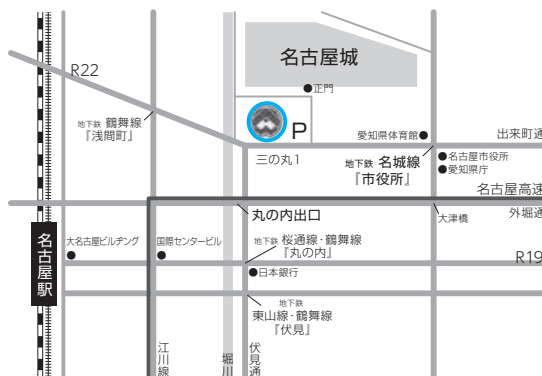 名古屋城
R22
正門
地下鉄 鶴舞線
『浅間町』
P
愛知県体育館
出来町通
三の丸1
地下鉄 名城線
『市役所』
名古屋市役所
愛知県庁
名古屋高速
丸の内出口
大津橋
外堀通
名古屋駅
大名古屋ビルヂング
国際センタービル
地下鉄 桜通線・鶴舞線
『丸の内』
R19
日本銀行
地下鉄
東山線・鶴舞線
『伏見』
江川線
堀川
伏見通